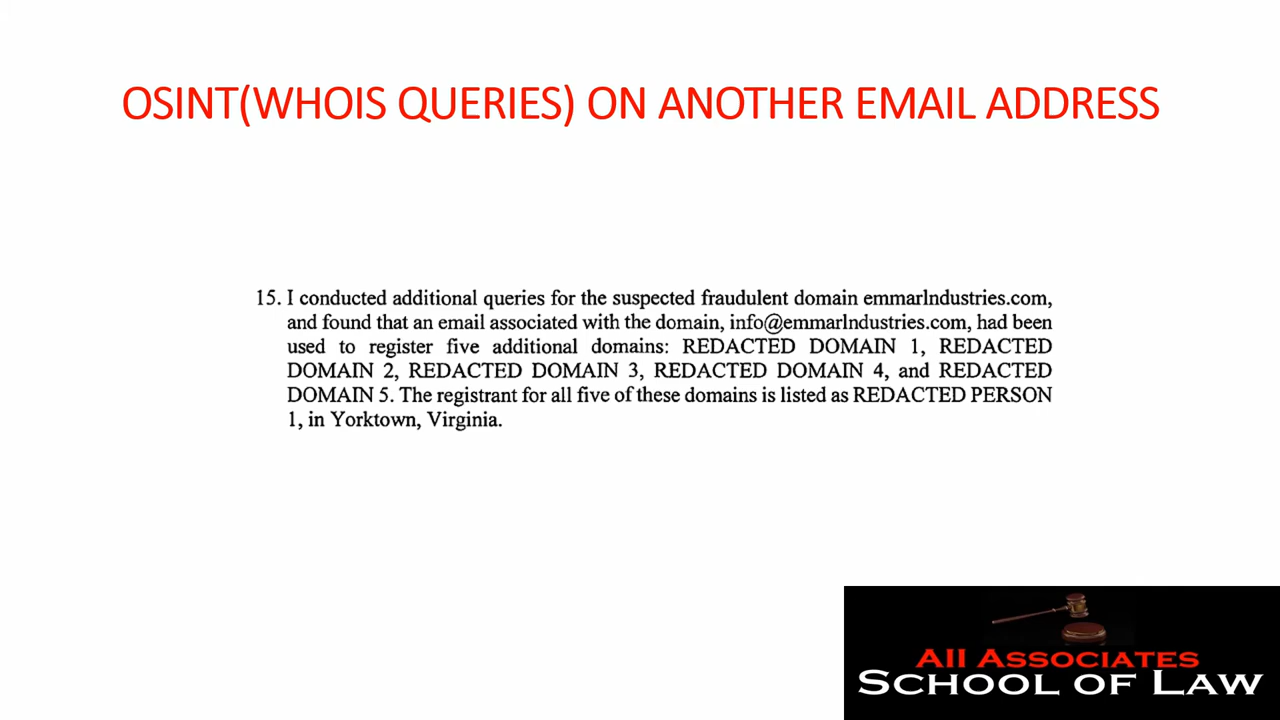 OSINT(WHOIS QUERIES) ON ANOTHER EMAIL ADDRESS
15. I conducted additional queries for the suspected fraudulent domain emmarlndustries.com,
and found that an email associated with the domain, info@emmarlndustries.com, had been
used to register five additional domains: REDACTED DOMAIN 1, REDACTED
DOMAIN 2, REDACTED DOMAIN 3, REDACTED DOMAIN 4, and REDACTED
DOMAIN 5. The registrant for all five of these domains is listed as REDACTED PERSON
1, in Yorktown, Virginia.
All Associates
School of Law